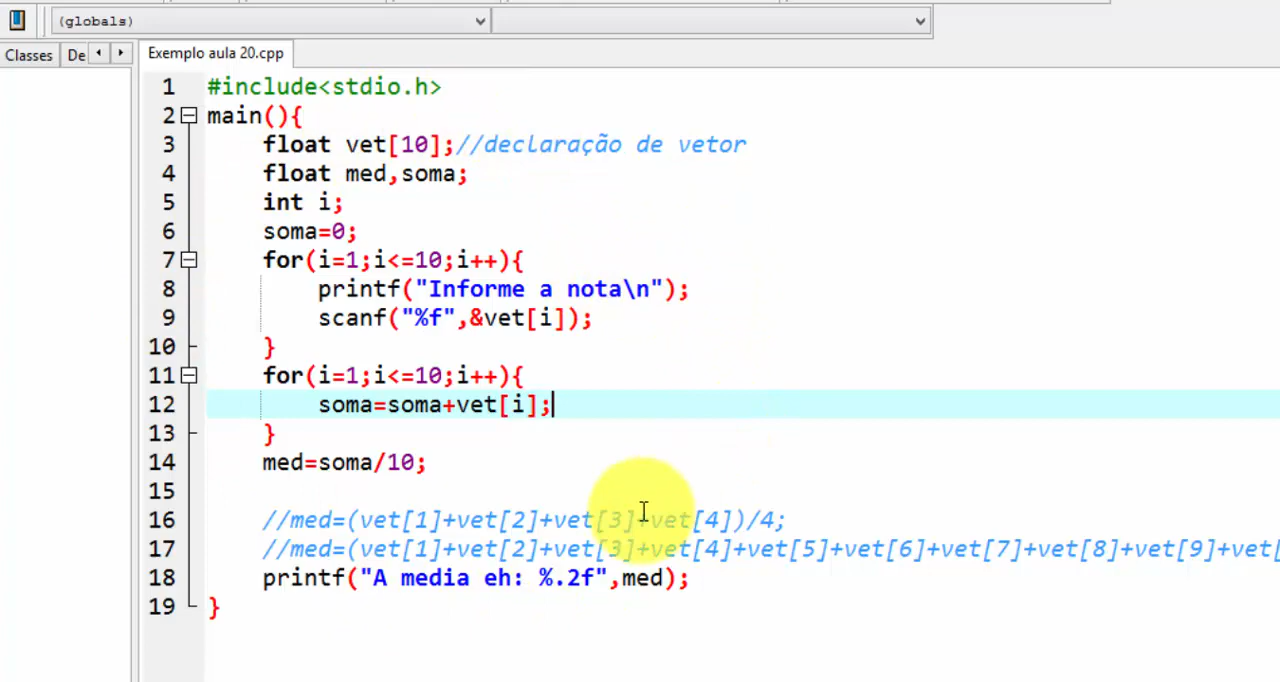 (globals)
Classes De Exemplo aula 20.cpp
1 #include<stdio.h>
2 main(){
3 float vet[10];//declaração de vetor
4 float med,soma;
5 int i;
6 soma=0;
7 for(i=1;i<=10;i++){
8 printf("Informe a nota\n");
9 scanf("%f",&vet[i]);
10 }
11 for(i=1;i<=10;i++){
12 soma=soma+vet[i];
13 }
14 med=soma/10;
15
16 //med=(vet[1]+vet[2]+vet[3]+vet[4])/4;
17 //med=(vet[1]+vet[2]+vet[3]+vet[4]+vet[5]+vet[6]+vet[7]+vet[8]+vet[9]+vet[
18 printf("A media eh: %.2f",med);
19 }